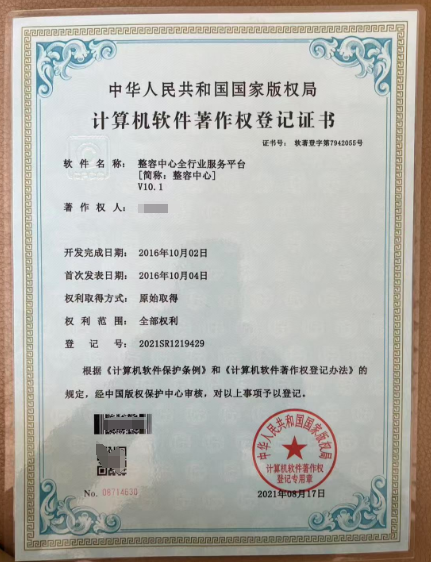 中华人民共和国国家版权局
计算机软件著作权登记证书
证书号： 软著登字第7942055号
软件名称： 整容中心全行业服务平台
[简称：整容中心]
V10.1
著作权人：
开发完成日期： 2016年10月02日
首次发表日期： 2016年10月04日
权利取得方式： 原始取得
权利范围： 全部权利
登记号： 2021SR1219429
根据《计算机软件保护条例》和《计算机软件著作权登记办法》的
规定，经中国版权保护中心审核，对以上事项予以登记。
中华人民共和国国家版权局
计算机软件著作权
登记专用章
No. 08714630
2021年08月17日